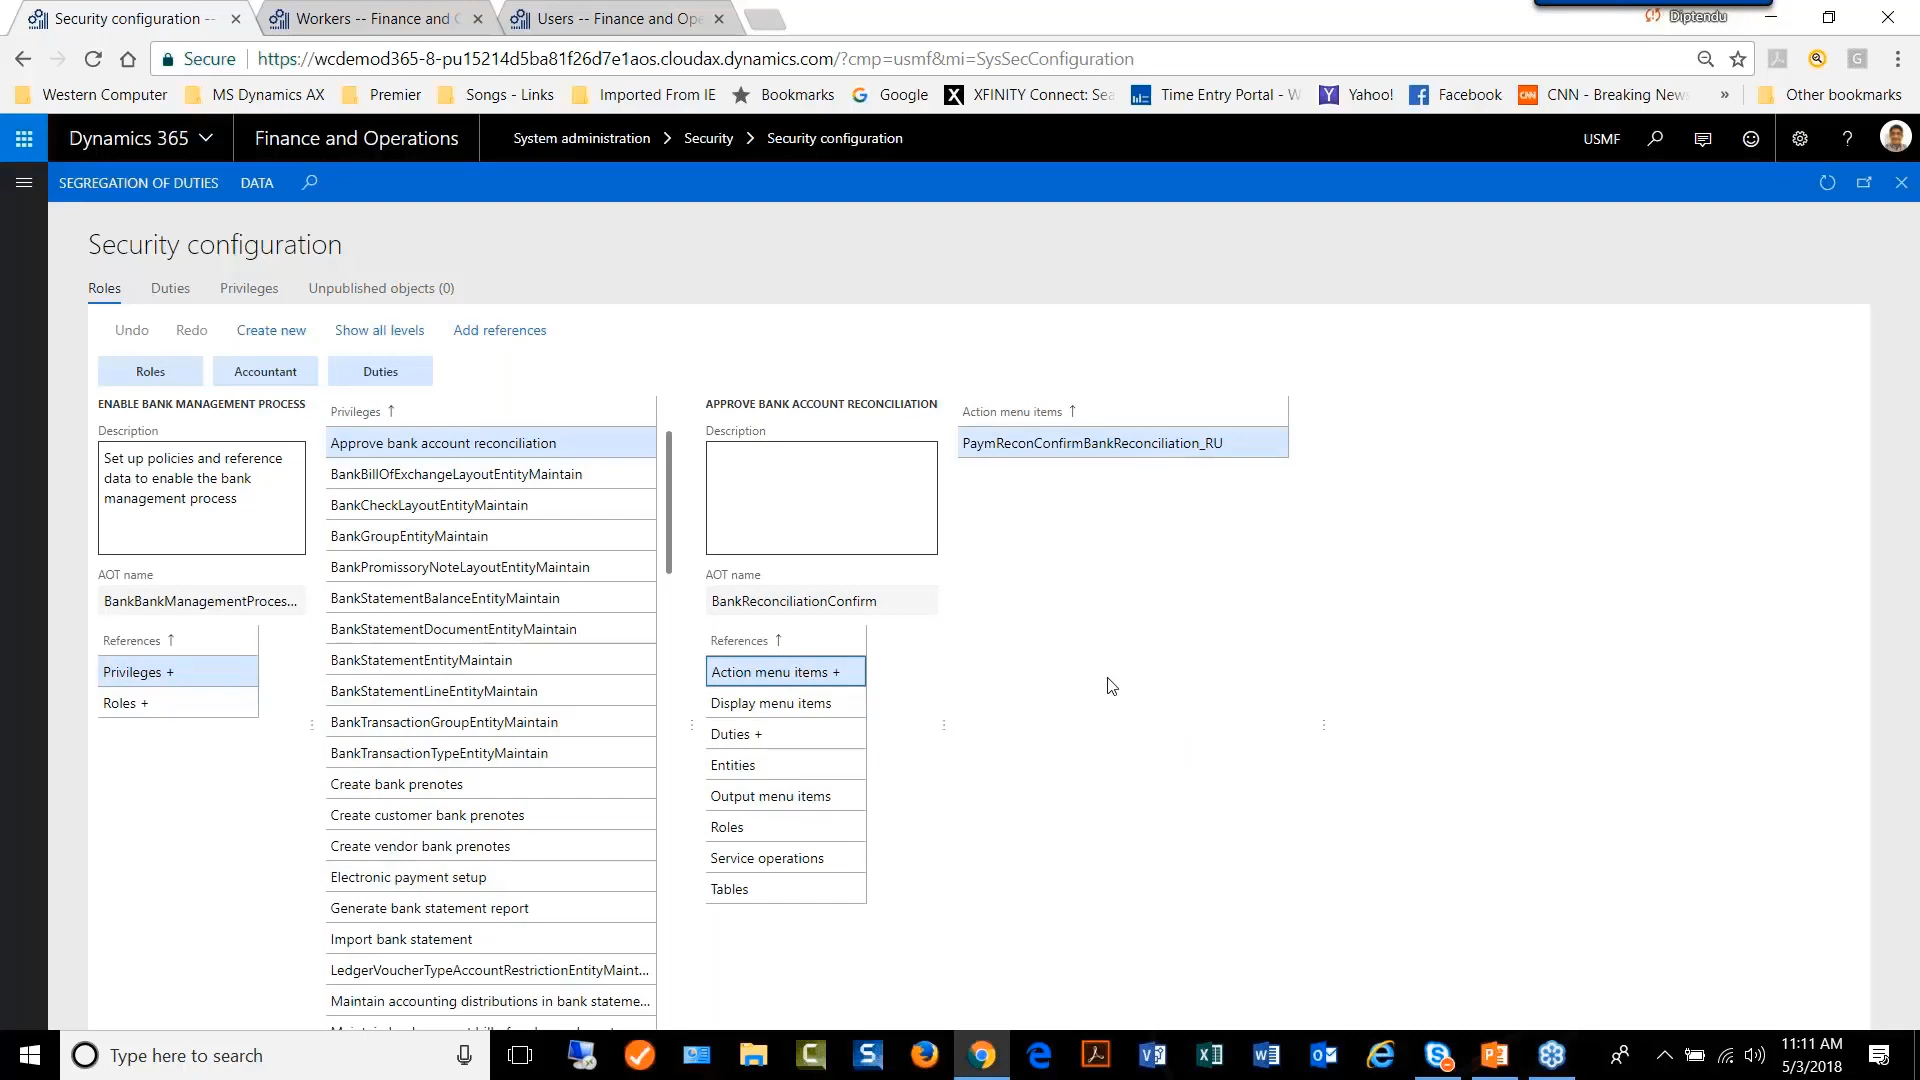 Security configuration --
Workers -- Finance and
Users -- Finance and Ope
Diptendu
Secure
https://wcdemod365-8-pu15214d5ba81f26d7e1aos.cloudax.dynamics.com/?cmp=usmf&mi=SysSecConfiguration
Western Computer
MS Dynamics AX
Premier
Songs - Links
Imported From IE
Bookmarks
Google
XFINITY Connect: Sea
Time Entry Portal - W
Yahoo!
Facebook
CNN - Breaking News
»
Other bookmarks
Dynamics 365
Finance and Operations
System administration > Security > Security configuration
USMF
SEGREGATION OF DUTIES
DATA
Security configuration
Roles
Duties
Privileges
Unpublished objects (0)
Undo
Redo
Create new
Show all levels
Add references
Roles
Accountant
Duties
ENABLE BANK MANAGEMENT PROCESS
Description
Set up policies and reference
data to enable the bank
management process
AOT name
BankBankManagementProces...
References ↑
Privileges +
Roles +
Privileges ↑
Approve bank account reconciliation
BankBillOfExchangeLayoutEntityMaintain
BankCheckLayoutEntityMaintain
BankGroupEntityMaintain
BankPromissoryNoteLayoutEntityMaintain
BankStatementBalanceEntityMaintain
BankStatementDocumentEntityMaintain
BankStatementEntityMaintain
BankStatementLineEntityMaintain
BankTransactionGroupEntityMaintain
BankTransactionTypeEntityMaintain
Create bank prenotes
Create customer bank prenotes
Create vendor bank prenotes
Electronic payment setup
Generate bank statement report
Import bank statement
LedgerVoucherTypeAccountRestrictionEntityMaint...
Maintain accounting distributions in bank stateme...
APPROVE BANK ACCOUNT RECONCILIATION
Description
AOT name
BankReconciliationConfirm
References ↑
Action menu items +
Display menu items
Duties +
Entities
Output menu items
Roles
Service operations
Tables
Action menu items ↑
PaymReconConfirmBankReconciliation_RU
Type here to search
11:11 AM
5/3/2018